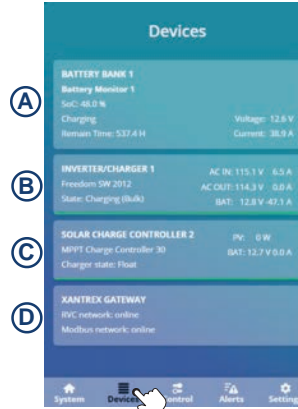 Devices
A
BATTERY BANK 1
Battery Monitor 1
SoC: 48.0 %
Charging
Voltage: 12.6 V
Remain Time: 537.4 H
Current: 38.9 A
B
INVERTER/CHARGER 1
AC IN: 115.1 V 6.5 A
Freedom SW 2012
AC OUT: 114.3 V 0.0 A
State: Charging (Bulk)
BAT: 12.8 V -47.1 A
C
SOLAR CHARGE CONTROLLER 2
PV: 0 W
MPPT Charge Controller 30
BAT: 12.7 V 0.0 A
Charger state: Float
D
XANTREX GATEWAY
RVC network: online
Modbus network: online
System Devices Control Alerts Setting